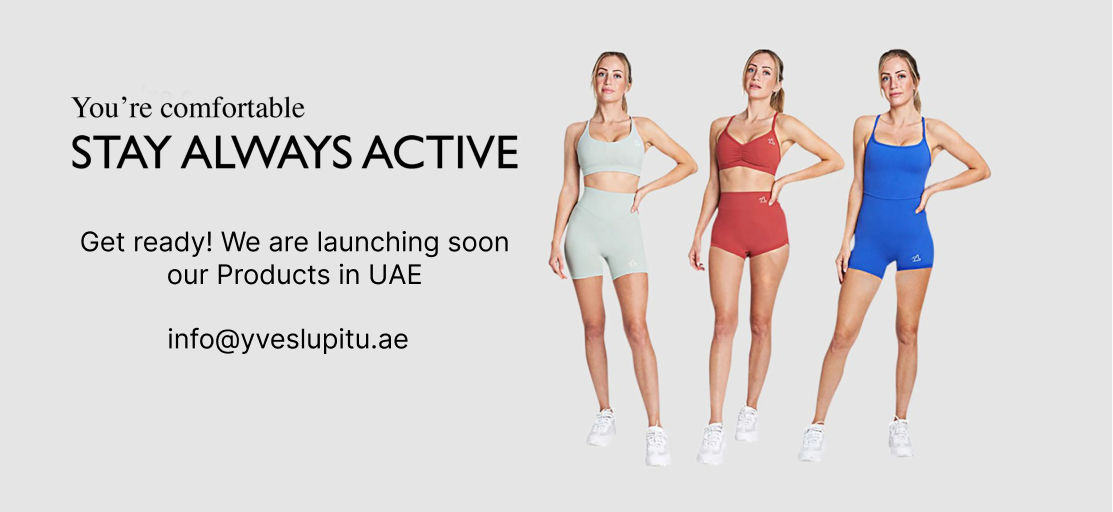 You’re comfortable
STAY ALWAYS ACTIVE
Get ready! We are launching soon
our Products in UAE
info@yveslupitu.ae